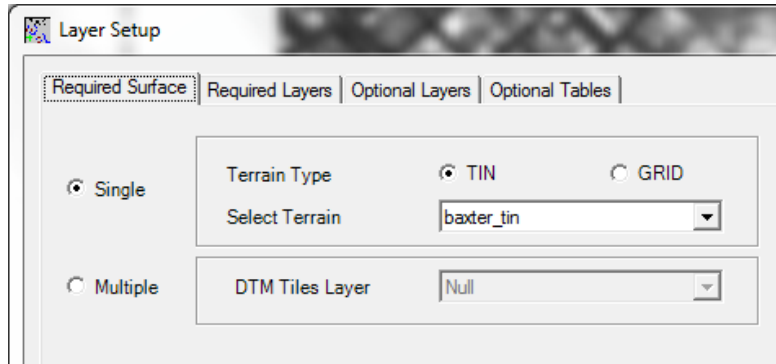 Layer Setup
Required Surface Required Layers Optional Layers Optional Tables
Single
Terrain Type TIN GRID
Select Terrain baxter_tin
Multiple DTM Tiles Layer Null